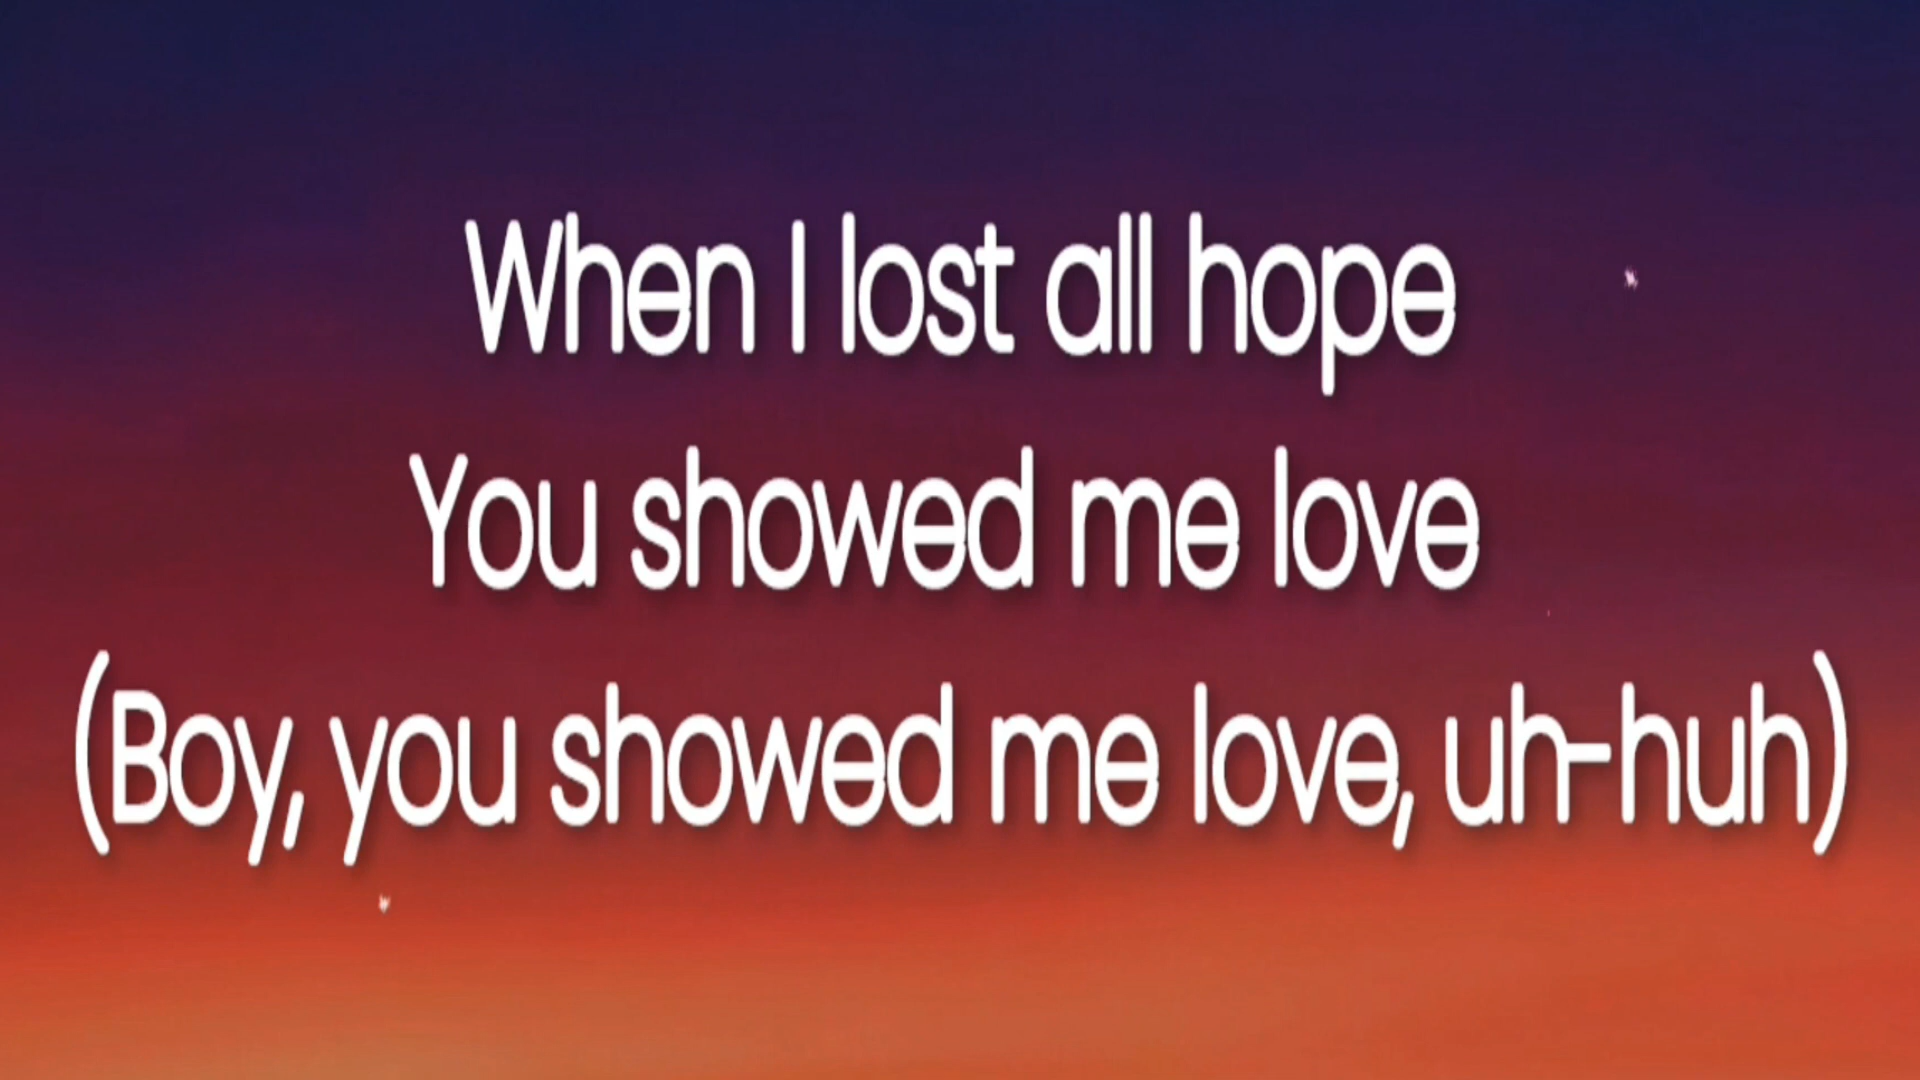 When I lost all hope
You showed me love
(Boy, you showed me love, uh-huh)